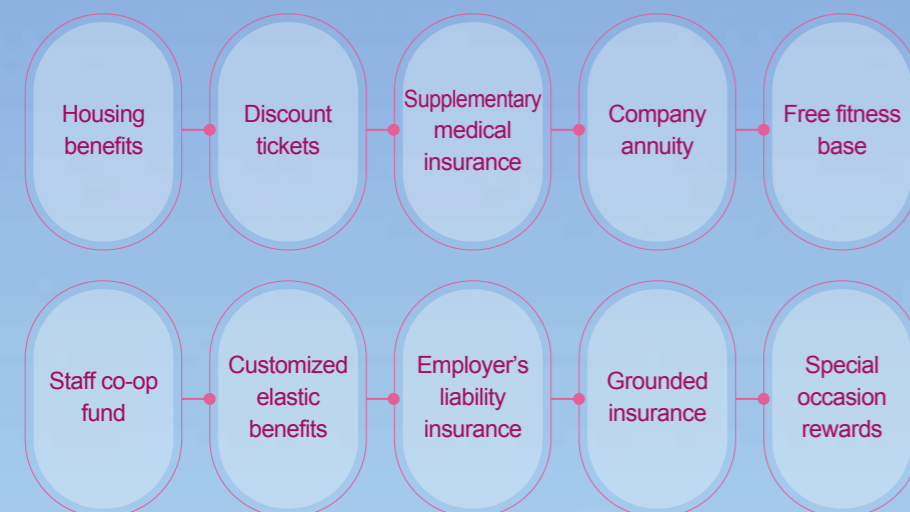 Housing
benefits
Discount
tickets
Supplementary
medical
insurance
Company
annuity
Free fitness
base
Staff co-op
fund
Customized
elastic
benefits
Employer’s
liability
insurance
Grounded
insurance
Special
occasion
rewards